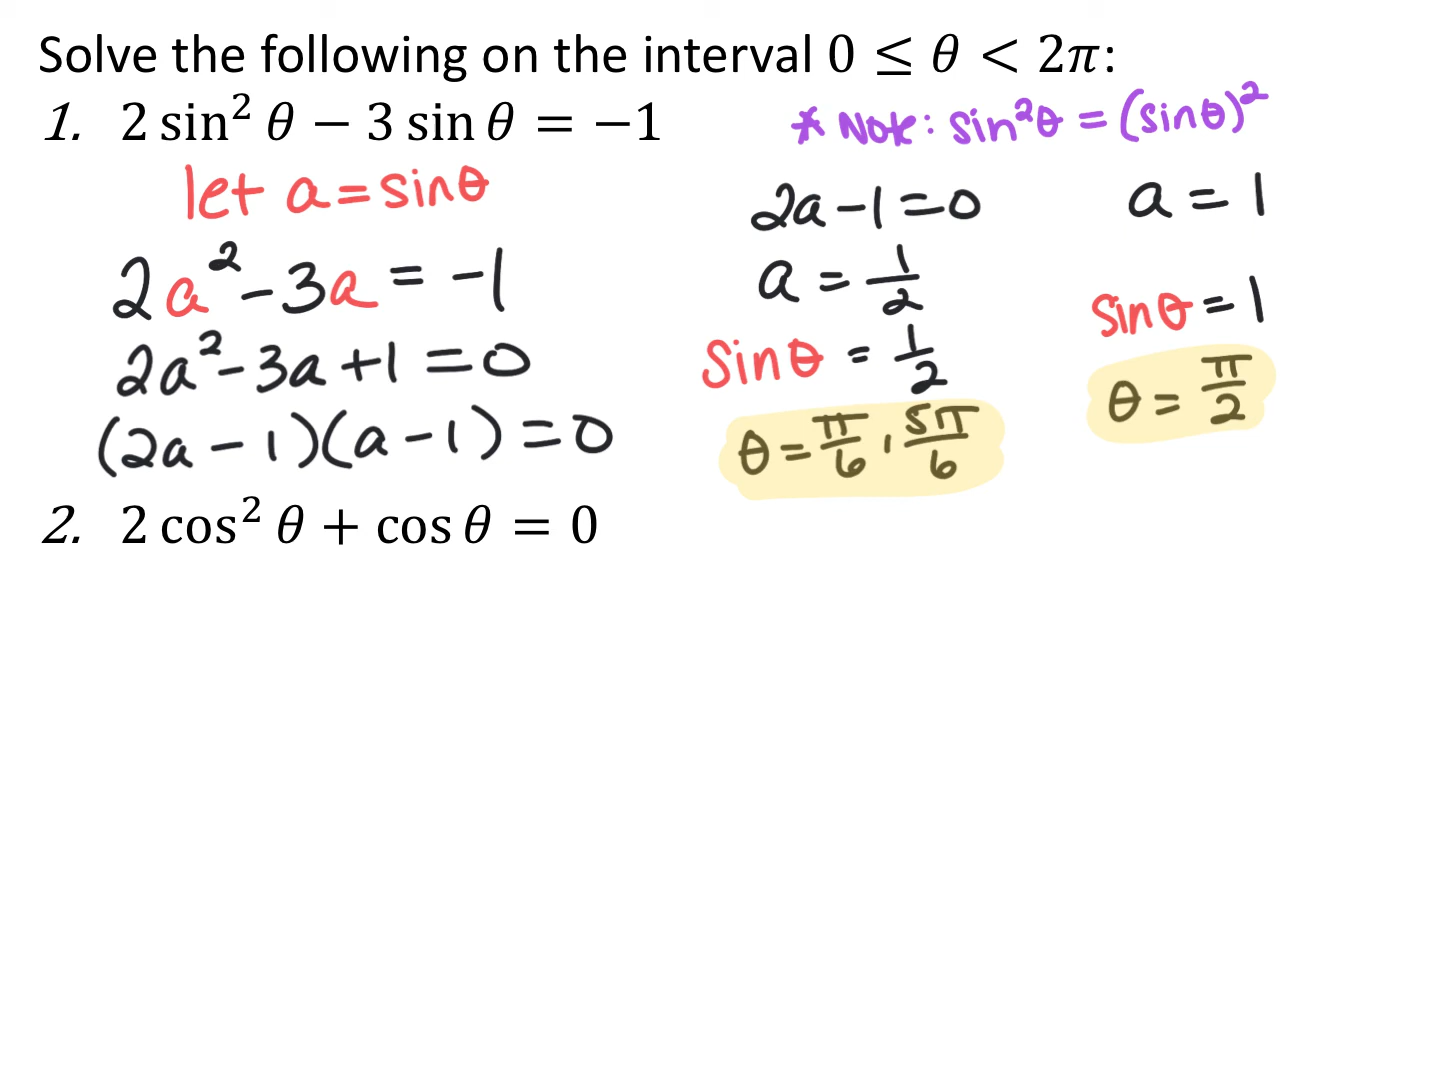 Solve the following on the interval 0 ≤ θ < 2π:
1. 2 sin² θ − 3 sin θ = −1
* Note: sin²θ = (sinθ)²
let a = sinθ
2a² - 3a = -1
2a² - 3a + 1 = 0
(2a - 1)(a - 1) = 0
2a - 1 = 0
a = 1/2
sinθ = 1/2
θ = π/6, 5π/6
a = 1
sinθ = 1
θ = π/2
2. 2 cos² θ + cos θ = 0